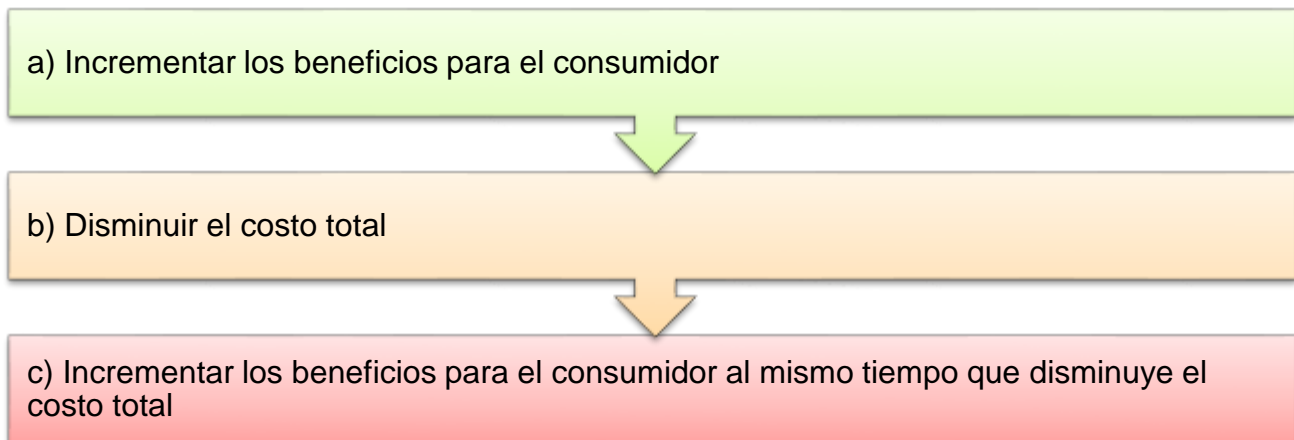 a) Incrementar los beneficios para el consumidor
b) Disminuir el costo total
c) Incrementar los beneficios para el consumidor al mismo tiempo que disminuye el
costo total